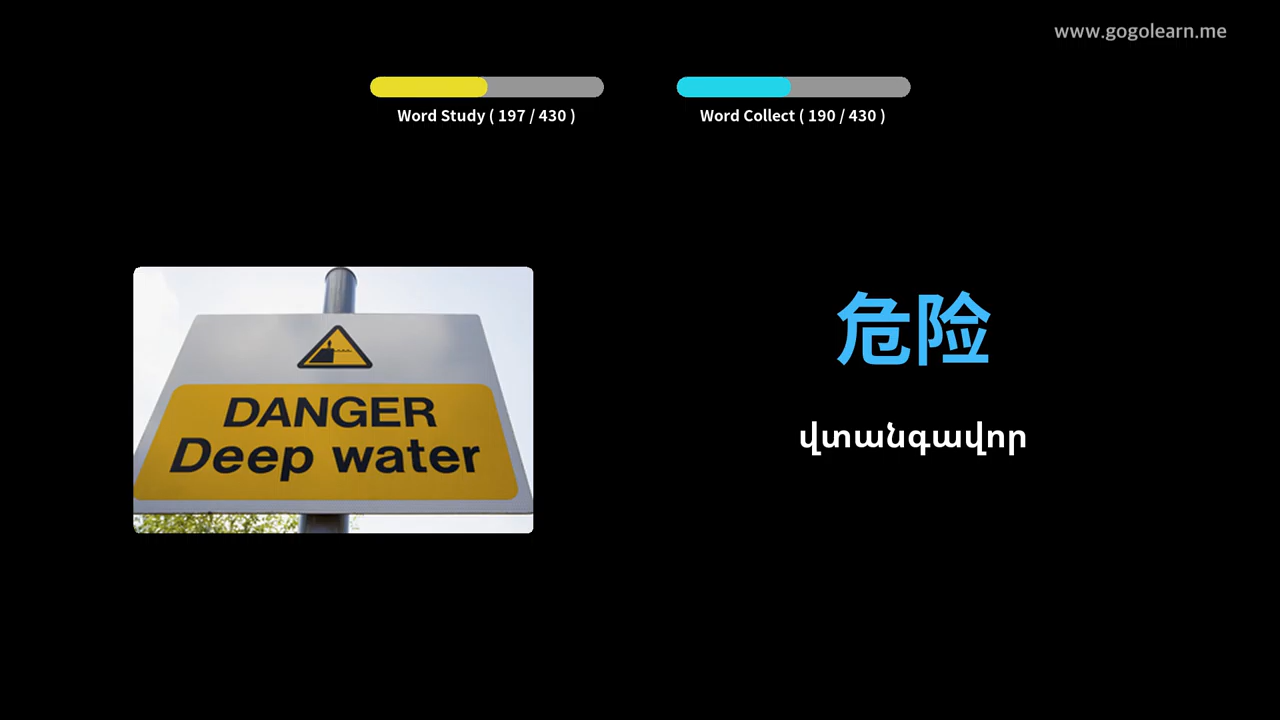 www.gogolearn.me
Word Study ( 197 / 430 )
Word Collect ( 190 / 430 )
DANGER
Deep water
危险
վտանգավոր